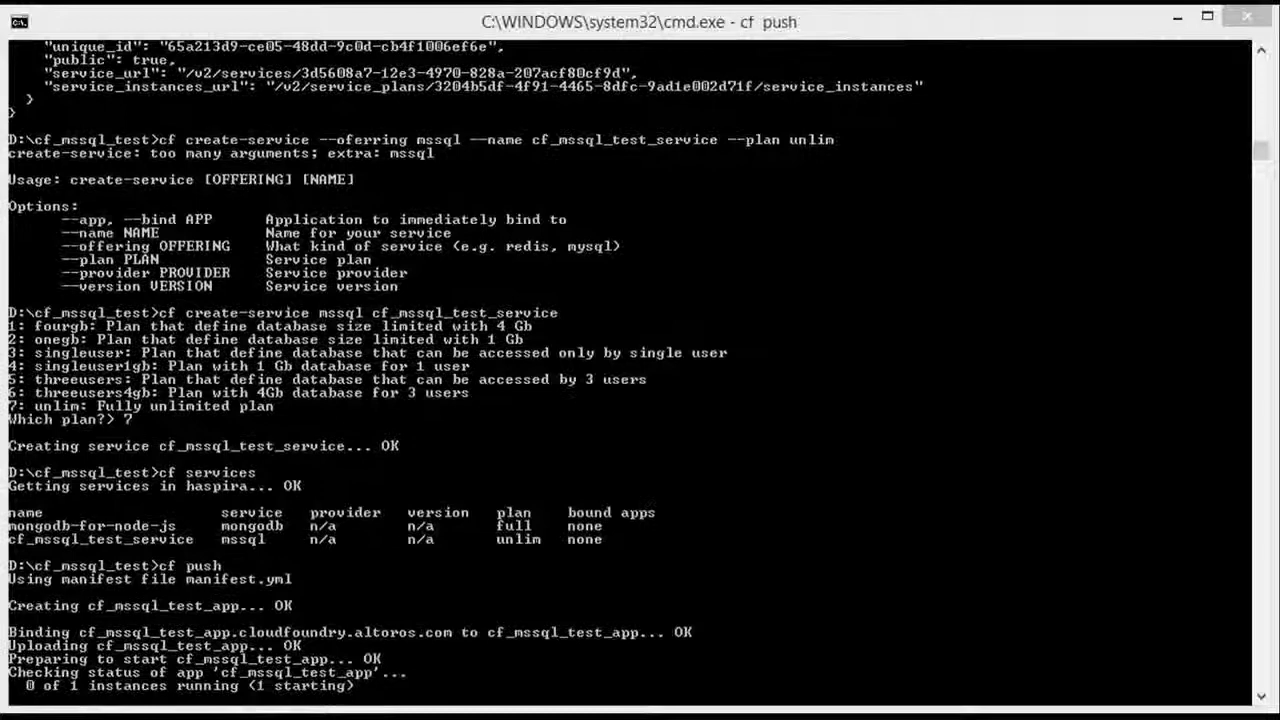 C:\WINDOWS\system32\cmd.exe - cf push
"unique_id": "65a213d9-ce05-48dd-9c0d-cb4f1006ef6e",
"public": true,
"service_url": "/v2/services/3d5608a7-12e3-4970-828a-207acf80cf9d",
"service_instances_url": "/v2/service_plans/3204b5df-4f91-4465-8dfc-9ad1e002d71f/service_instances"
}
}
D:\cf_mssql_test>cf create-service --oferring mssql --name cf_mssql_test_service --plan unlim
create-service: too many arguments; extra: mssql
Usage: create-service [OFFERING] [NAME]
Options:
--app, --bind APP Application to immediately bind to
--name NAME Name for your service
--offering OFFERING What kind of service (e.g. redis, mysql)
--plan PLAN Service plan
--provider PROVIDER Service provider
--version VERSION Service version
D:\cf_mssql_test>cf create-service mssql cf_mssql_test_service
1: fourgb: Plan that define database size limited with 4 Gb
2: onegb: Plan that define database size limited with 1 Gb
3: singleuser: Plan that define database that can be accessed only by single user
4: singleuser1gb: Plan with 1 Gb database for 1 user
5: threeusers: Plan that define database that can be accessed by 3 users
6: threeusers4gb: Plan with 4Gb database for 3 users
7: unlim: Fully unlimited plan
Which plan?> 7
Creating service cf_mssql_test_service... OK
D:\cf_mssql_test>cf services
Getting services in haspira... OK
name service provider version plan bound apps
mongodb-for-node-js mongodb n/a n/a full none
cf_mssql_test_service mssql n/a n/a unlim none
D:\cf_mssql_test>cf push
Using manifest file manifest.yml
Creating cf_mssql_test_app... OK
Binding cf_mssql_test_app.cloudfoundry.altoros.com to cf_mssql_test_app... OK
Uploading cf_mssql_test_app... OK
Preparing to start cf_mssql_test_app... OK
Checking status of app 'cf_mssql_test_app'...
0 of 1 instances running (1 starting)